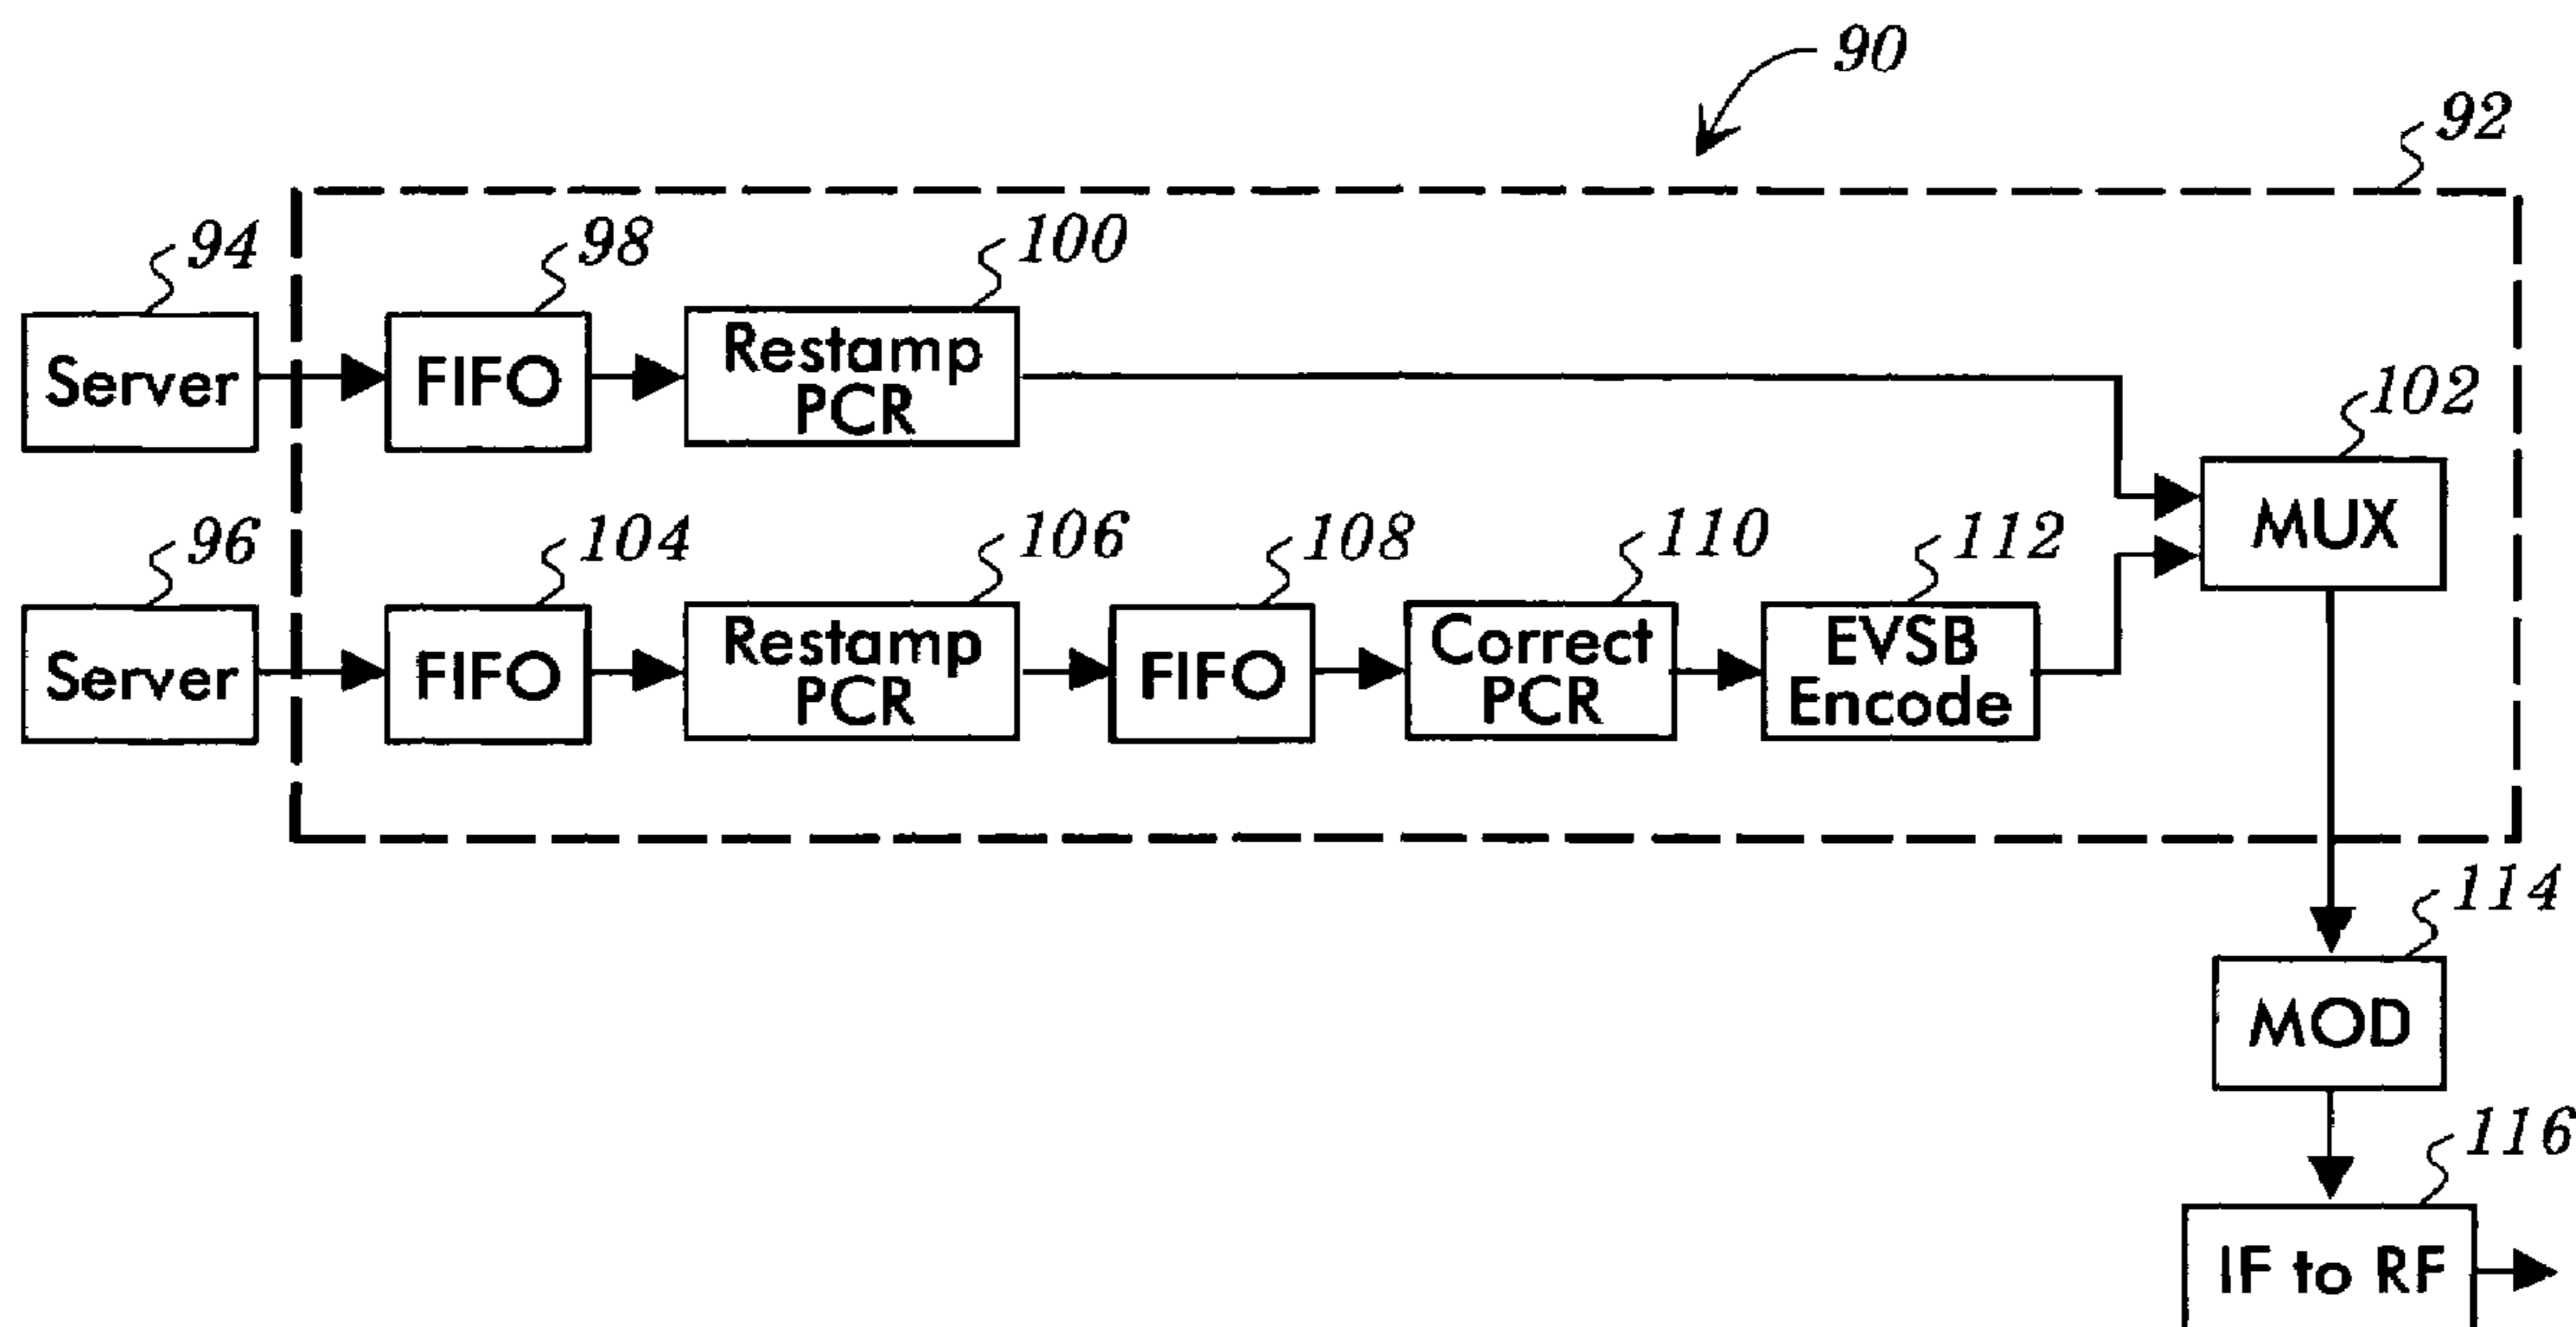 90
92
94
98
100
Server
FIFO
Restamp
PCR
102
MUX
96
104
106
108
110
112
Server
FIFO
Restamp
PCR
FIFO
Correct
PCR
EVSB
Encode
114
MOD
116
IF to RF